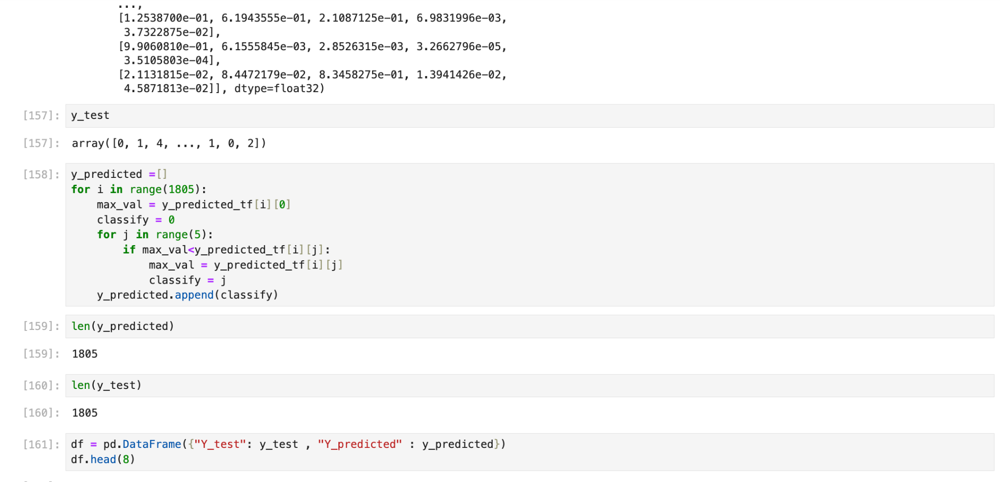 ...,
[1.2538700e-01, 6.1943555e-01, 2.1087125e-01, 6.9831996e-03,
3.7322875e-02],
[9.9060810e-01, 6.1555845e-03, 2.8526315e-03, 3.2662796e-05,
3.5105803e-04],
[2.1131815e-02, 8.4472179e-02, 8.3458275e-01, 1.3941426e-02,
4.5871813e-02]], dtype=float32)
[157]: y_test
[157]: array([0, 1, 4, ..., 1, 0, 2])
[158]: y_predicted =[]
for i in range(1805):
    max_val = y_predicted_tf[i][0]
    classify = 0
    for j in range(5):
        if max_val<y_predicted_tf[i][j]:
            max_val = y_predicted_tf[i][j]
            classify = j
    y_predicted.append(classify)
[159]: len(y_predicted)
[159]: 1805
[160]: len(y_test)
[160]: 1805
[161]: df = pd.DataFrame({"Y_test": y_test , "Y_predicted" : y_predicted})
df.head(8)